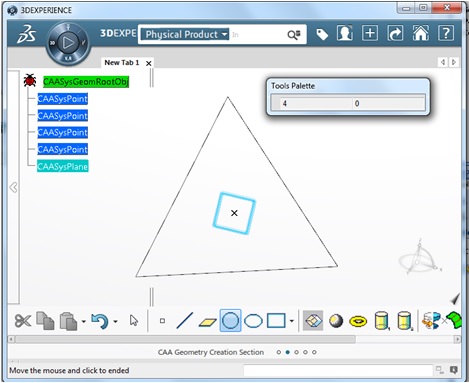 3DEXPERIENCE
3DEXPE Physical Product In
New Tab 1
CAASysGeomRootObj
CAASysPoint
CAASysPoint
CAASysPoint
CAASysPoint
CAASysPlane
Tools Palette
4 0
CAA Geometry Creation Section
Move the mouse and click to ended